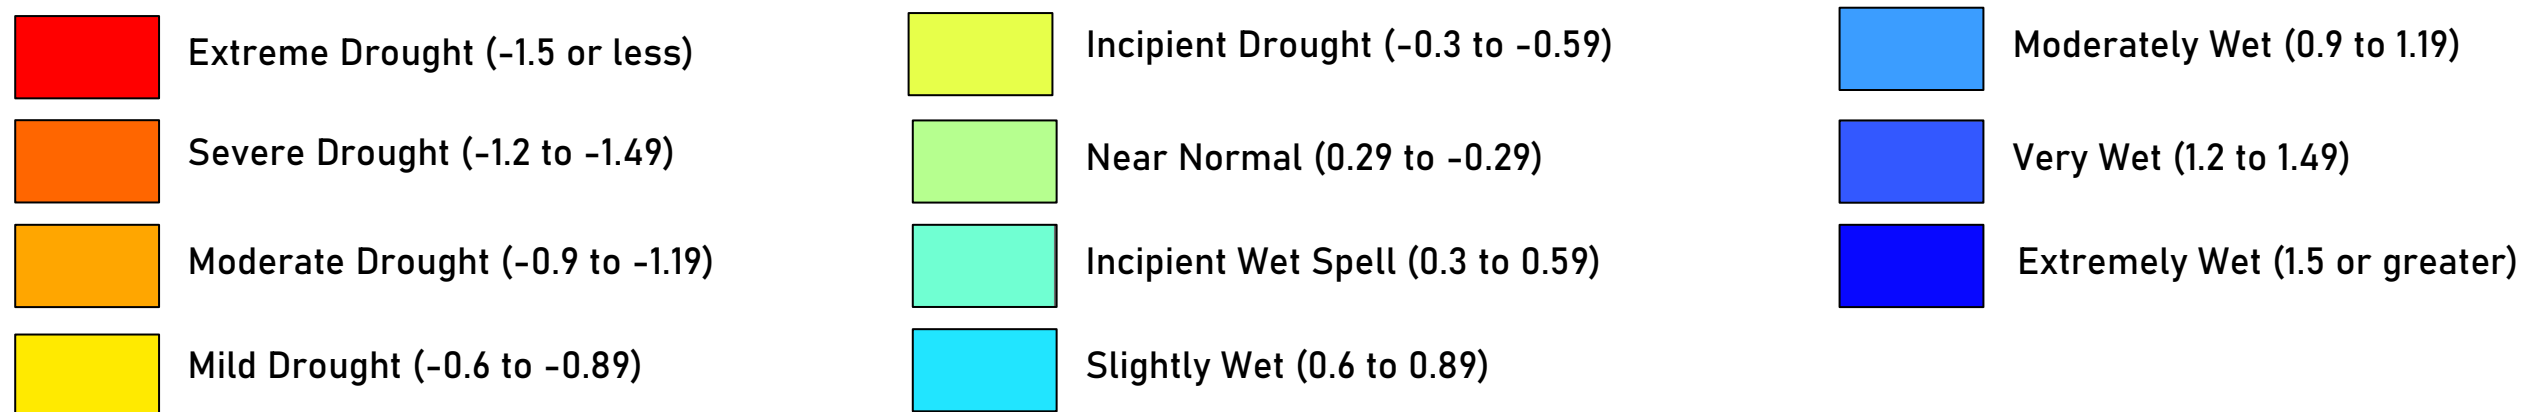 Extreme Drought (-1.5 or less)
Severe Drought (-1.2 to -1.49)
Moderate Drought (-0.9 to -1.19)
Mild Drought (-0.6 to -0.89)
Incipient Drought (-0.3 to -0.59)
Near Normal (0.29 to -0.29)
Incipient Wet Spell (0.3 to 0.59)
Slightly Wet (0.6 to 0.89)
Moderately Wet (0.9 to 1.19)
Very Wet (1.2 to 1.49)
Extremely Wet (1.5 or greater)